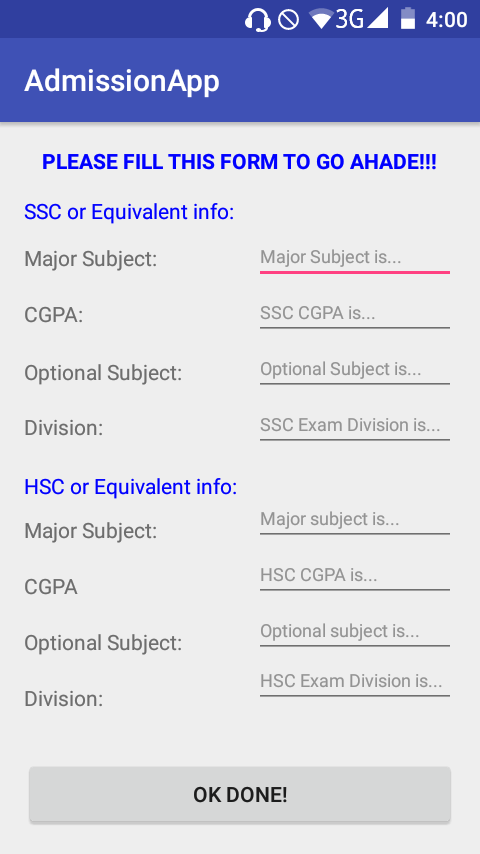 3G 4:00
AdmissionApp
PLEASE FILL THIS FORM TO GO AHADE!!!
SSC or Equivalent info:
Major Subject: Major Subject is...
CGPA: SSC CGPA is...
Optional Subject: Optional Subject is...
Division: SSC Exam Division is...
HSC or Equivalent info:
Major Subject: Major subject is...
CGPA HSC CGPA is...
Optional Subject: Optional subject is...
Division: HSC Exam Division is...
OK DONE!